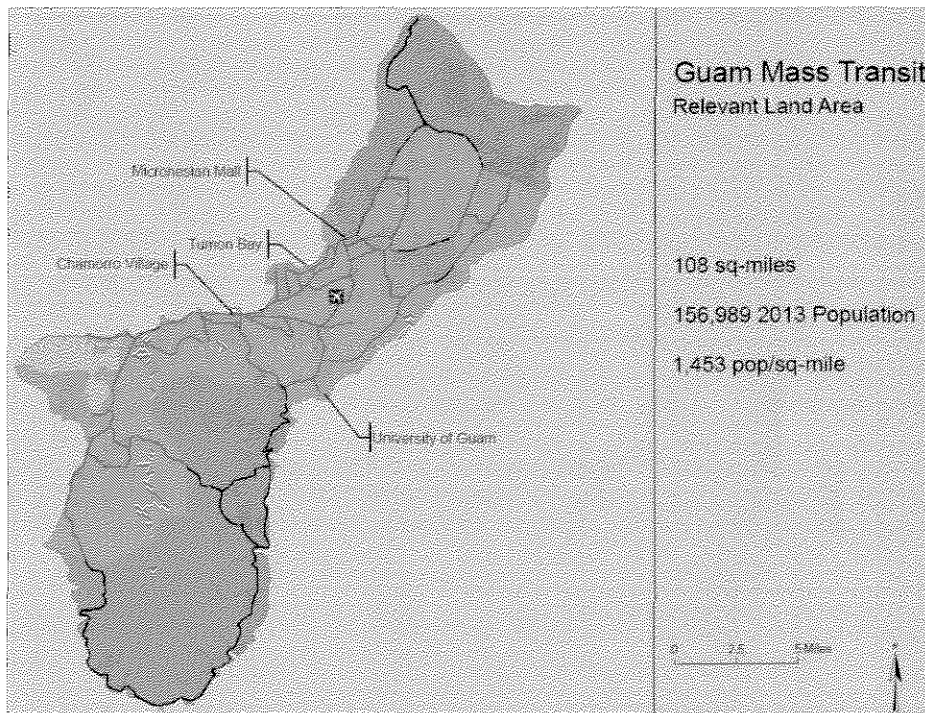 Guam Mass Transit
Relevant Land Area
Micronesian Mall
Tumon Bay
Chamorro Village
108 sq-miles
156,989 2013 Population
1,453 pop/sq-mile
University of Guam
0 2.5 5 Miles